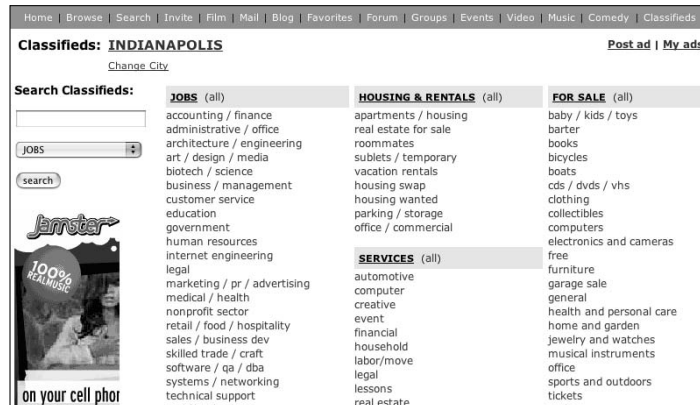 Home | Browse | Search | Invite | Film | Mail | Blog | Favorites | Forum | Groups | Events | Video | Music | Comedy | Classifieds
Classifieds: INDIANAPOLIS
Post ad | My ads
Change City
Search Classifieds:
JOBS
search
Jamster
100%
REALMUSIC
on your cell phon
JOBS (all)
accounting / finance
administrative / office
architecture / engineering
art / design / media
biotech / science
business / management
customer service
education
government
human resources
internet engineering
legal
marketing / pr / advertising
medical / health
nonprofit sector
retail / food / hospitality
sales / business dev
skilled trade / craft
software / qa / dba
systems / networking
technical support
HOUSING & RENTALS (all)
apartments / housing
real estate for sale
roommates
sublets / temporary
vacation rentals
housing swap
housing wanted
parking / storage
office / commercial
SERVICES (all)
automotive
computer
creative
event
financial
household
labor/move
legal
lessons
real estate
FOR SALE (all)
baby / kids / toys
barter
books
bicycles
boats
cds / dvds / vhs
clothing
collectibles
computers
electronics and cameras
free
furniture
garage sale
general
health and personal care
home and garden
jewelry and watches
musical instruments
office
sports and outdoors
tickets